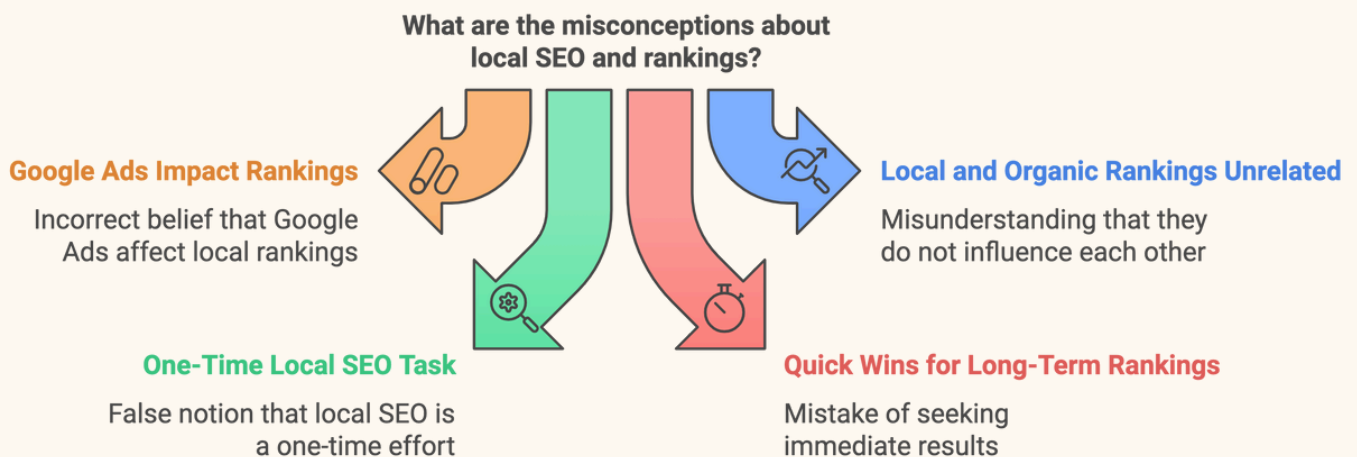 What are the misconceptions about
local SEO and rankings?
Google Ads Impact Rankings
Incorrect belief that Google
Ads affect local rankings
Local and Organic Rankings Unrelated
Misunderstanding that they
do not influence each other
One-Time Local SEO Task
False notion that local SEO is
a one-time effort
Quick Wins for Long-Term Rankings
Mistake of seeking
immediate results